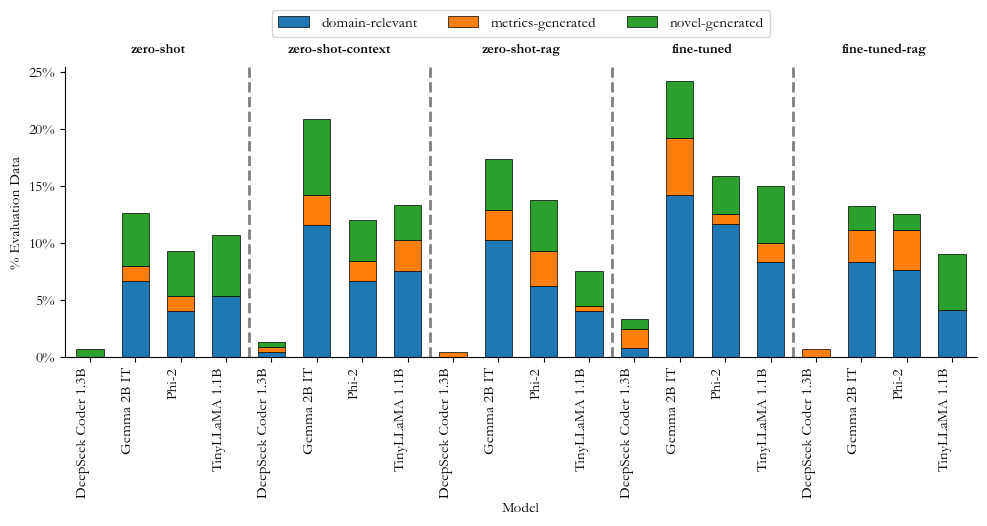 domain-relevant metrics-generated novel-generated
zero-shot zero-shot-context zero-shot-rag fine-tuned fine-tuned-rag
% Evaluation Data
25%
20%
15%
10%
5%
0%
DeepSeek Coder 1.3B
Gemma 2B IT
Phi-2
TinyLLaMA 1.1B
DeepSeek Coder 1.3B
Gemma 2B IT
Phi-2
TinyLLaMA 1.1B
DeepSeek Coder 1.3B
Gemma 2B IT
Phi-2
TinyLLaMA 1.1B
DeepSeek Coder 1.3B
Gemma 2B IT
Phi-2
TinyLLaMA 1.1B
DeepSeek Coder 1.3B
Gemma 2B IT
Phi-2
TinyLLaMA 1.1B
Model